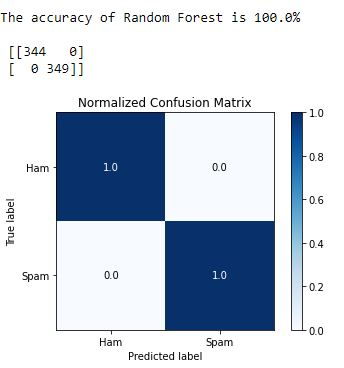 The accuracy of Random Forest is 100.0%
[[344   0]
[  0 349]]
Normalized Confusion Matrix
1.0
Ham
1.0
0.0
0.8
0.6
True label
0.4
Spam
0.0
1.0
0.2
0.0
Ham
Spam
Predicted label